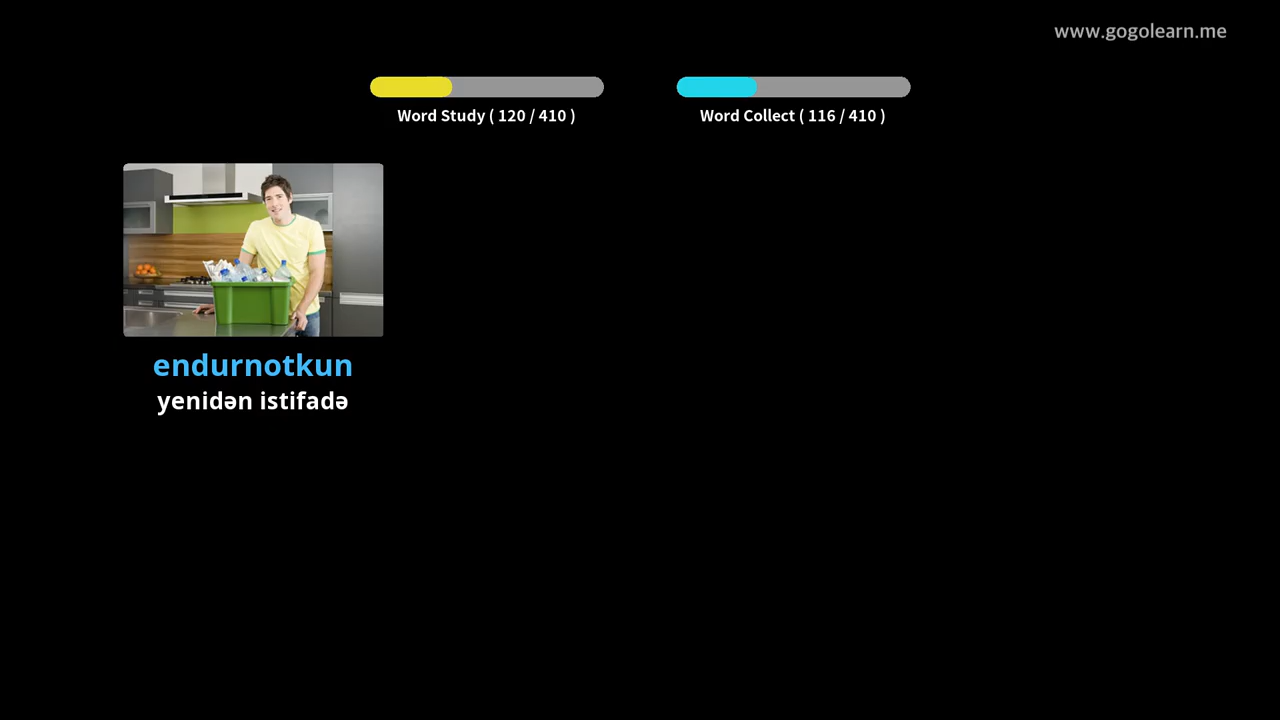 www.gogolearn.me
Word Study ( 120 / 410 )
Word Collect ( 116 / 410 )
endurnotkun
yenidən istifadə